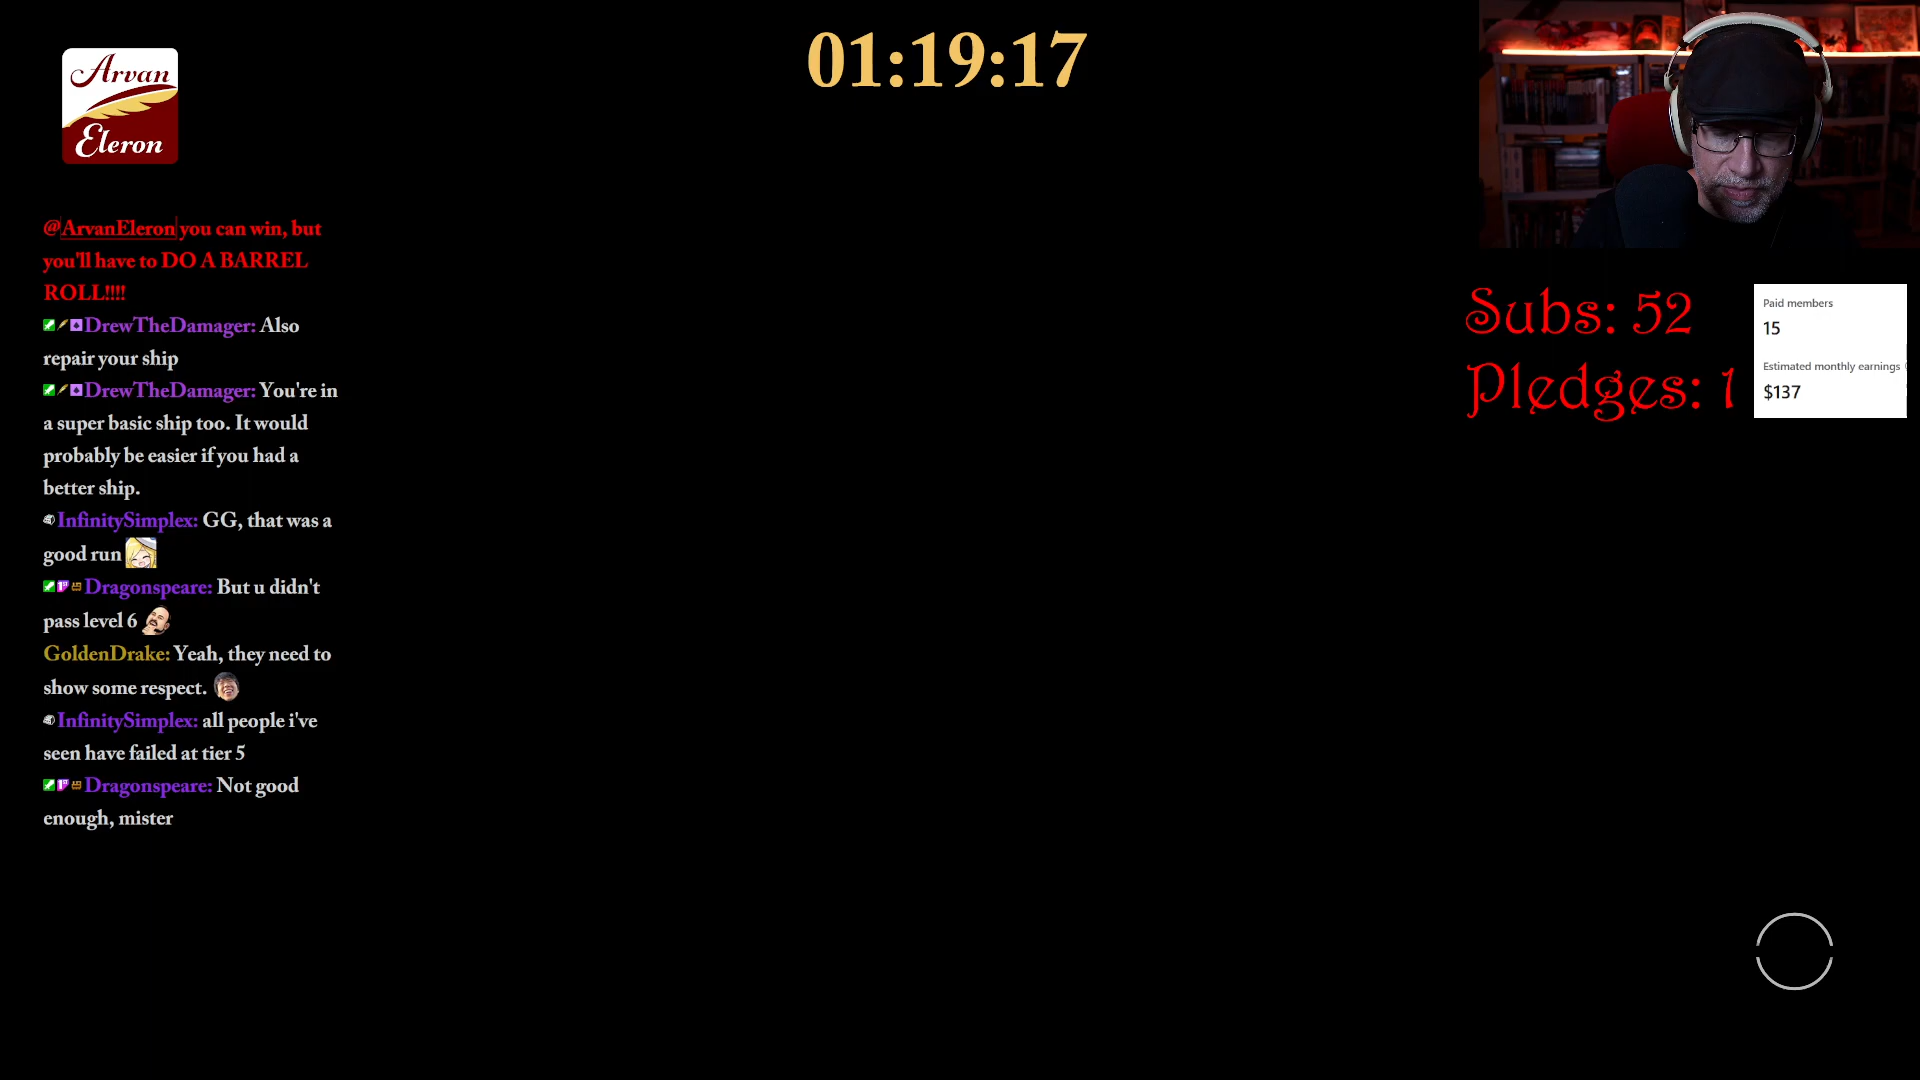 01:19:17
Arvan
Eleron
@ArvanEleron you can win, but
you'll have to DO A BARREL
ROLL!!!!
DrewTheDamager: Also
repair your ship
DrewTheDamager: You're in
a super basic ship too. It would
probably be easier if you had a
better ship.
InfinitySimplex: GG, that was a
good run
Dragonspeare: But u didn't
pass level 6
GoldenDrake: Yeah, they need to
show some respect.
InfinitySimplex: all people i've
seen have failed at tier 5
Dragonspeare: Not good
enough, mister
Subs: 52
Pledges: 1
Paid members
15
Estimated monthly earnings
$137